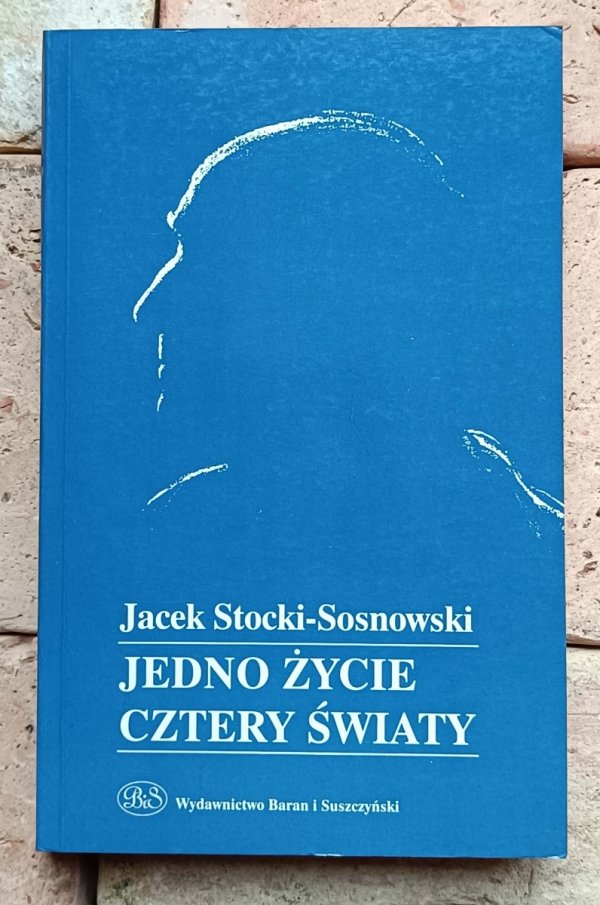 Jacek Stocki-Sosnowski
JEDNO ŻYCIE
CZTERY ŚWIATY
BiS Wydawnictwo Baran i Suszczyński